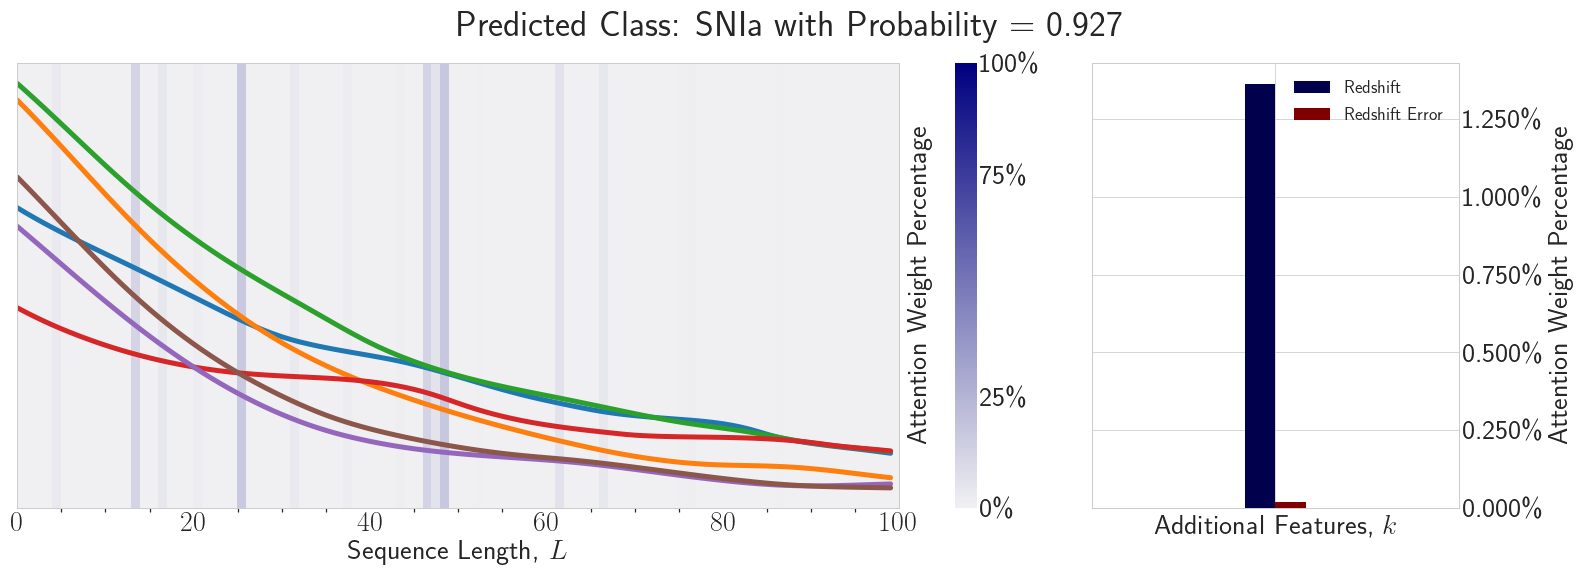 Predicted Class: SNIa with Probability = 0.927
0
20
40
60
80
100
Sequence Length, L
100%
75%
25%
0%
Attention Weight Percentage
Redshift
Redshift Error
1.250%
1.000%
0.750%
0.500%
0.250%
0.000%
Attention Weight Percentage
Additional Features, k